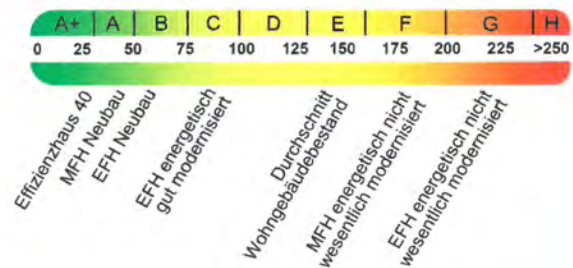 A+ A B C D E F G H
0 25 50 75 100 125 150 175 200 225 >250
Effizienzhaus 40
MFH Neubau
EFH Neubau
EFH energetisch
gut modernisiert
Durchschnitt
Wohngebäudebestand
MFH energetisch nicht
wesentlich modernisiert
EFH energetisch nicht
wesentlich modernisiert